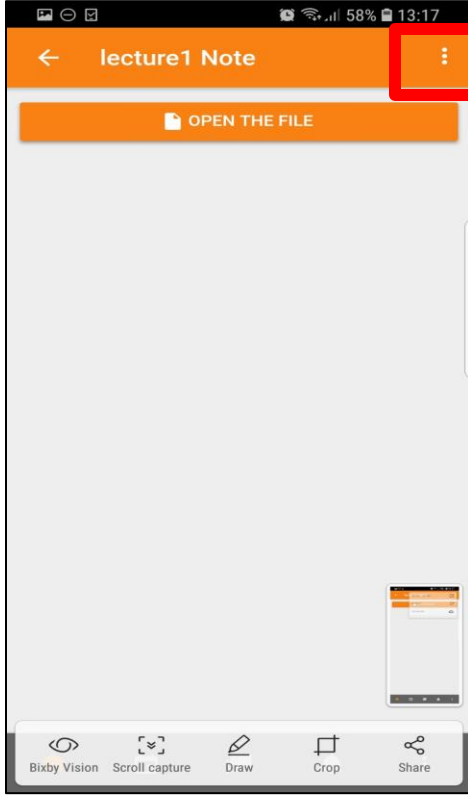 58% 13:17
lecture1 Note
OPEN THE FILE
Bixby Vision Scroll capture Draw Crop Share